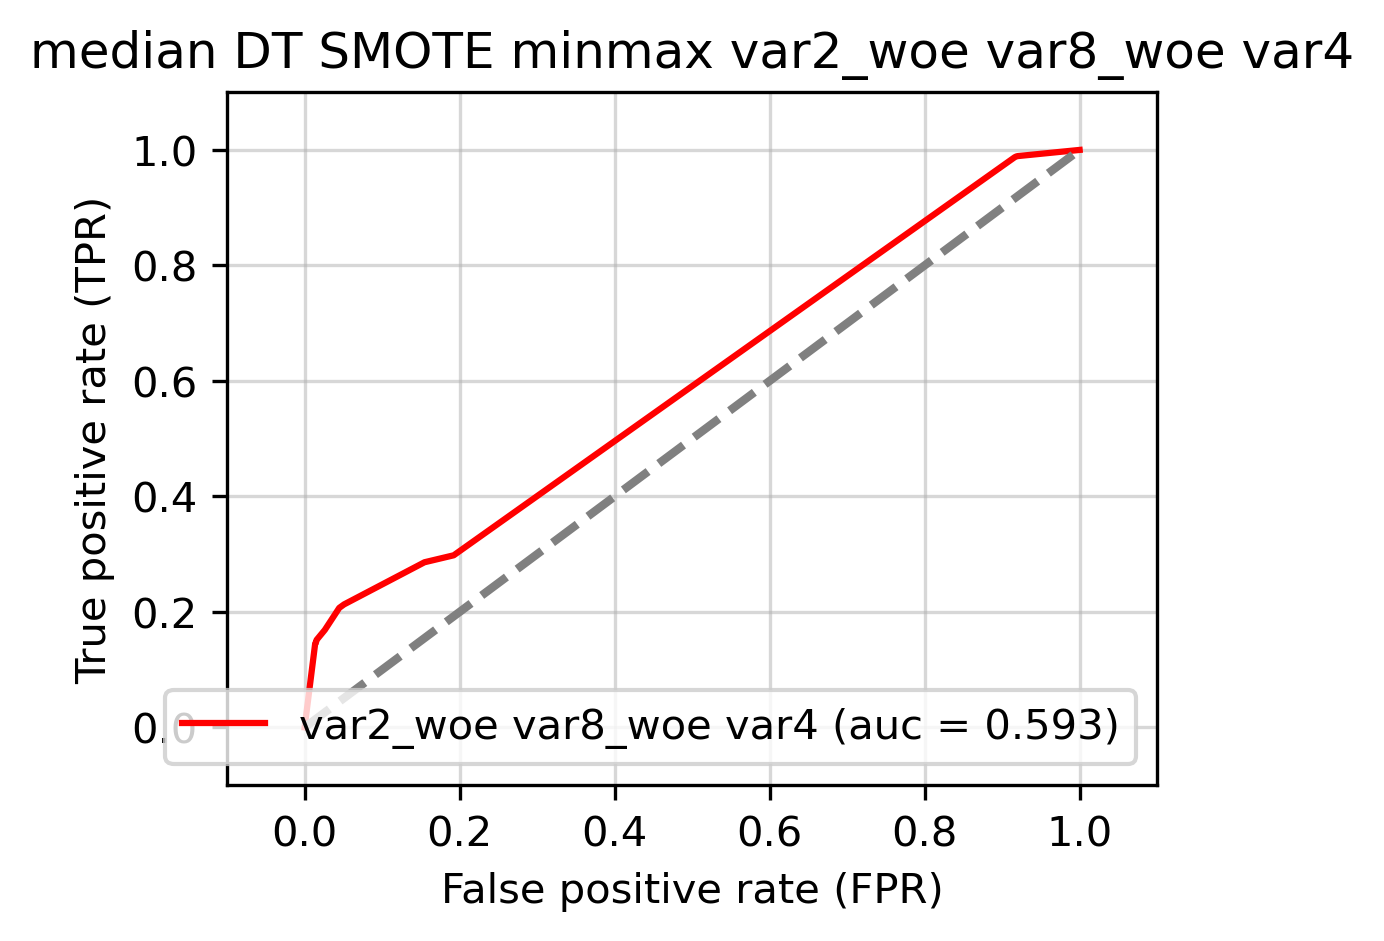 median DT SMOTE minmax var2_woe var8_woe var4
True positive rate (TPR)
1.0
0.8
0.6
0.4
0.2
0.0
var2_woe var8_woe var4 (auc = 0.593)
0.0 0.2 0.4 0.6 0.8 1.0
False positive rate (FPR)